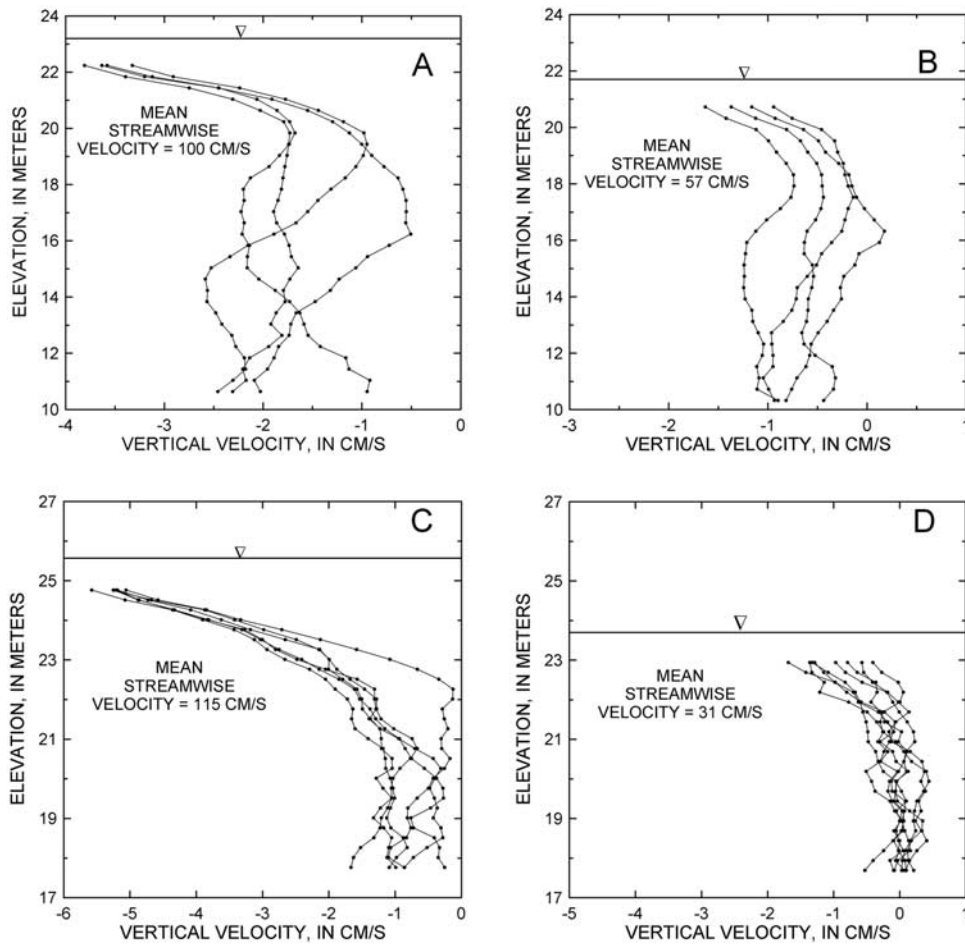 24
22
20
18
16
14
12
10
ELEVATION, IN METERS
A
MEAN
STREAMWISE
VELOCITY = 100 CM/S
-4
-3
-2
-1
0
VERTICAL VELOCITY, IN CM/S
24
22
20
18
16
14
12
10
ELEVATION, IN METERS
B
MEAN
STREAMWISE
VELOCITY = 57 CM/S
-3
-2
-1
0
1
VERTICAL VELOCITY, IN CM/S
27
25
23
21
19
17
ELEVATION, IN METERS
C
MEAN
STREAMWISE
VELOCITY = 115 CM/S
-6
-5
-4
-3
-2
-1
0
VERTICAL VELOCITY, IN CM/S
27
25
23
21
19
17
ELEVATION, IN METERS
D
MEAN
STREAMWISE
VELOCITY = 31 CM/S
-5
-4
-3
-2
-1
0
1
VERTICAL VELOCITY, IN CM/S